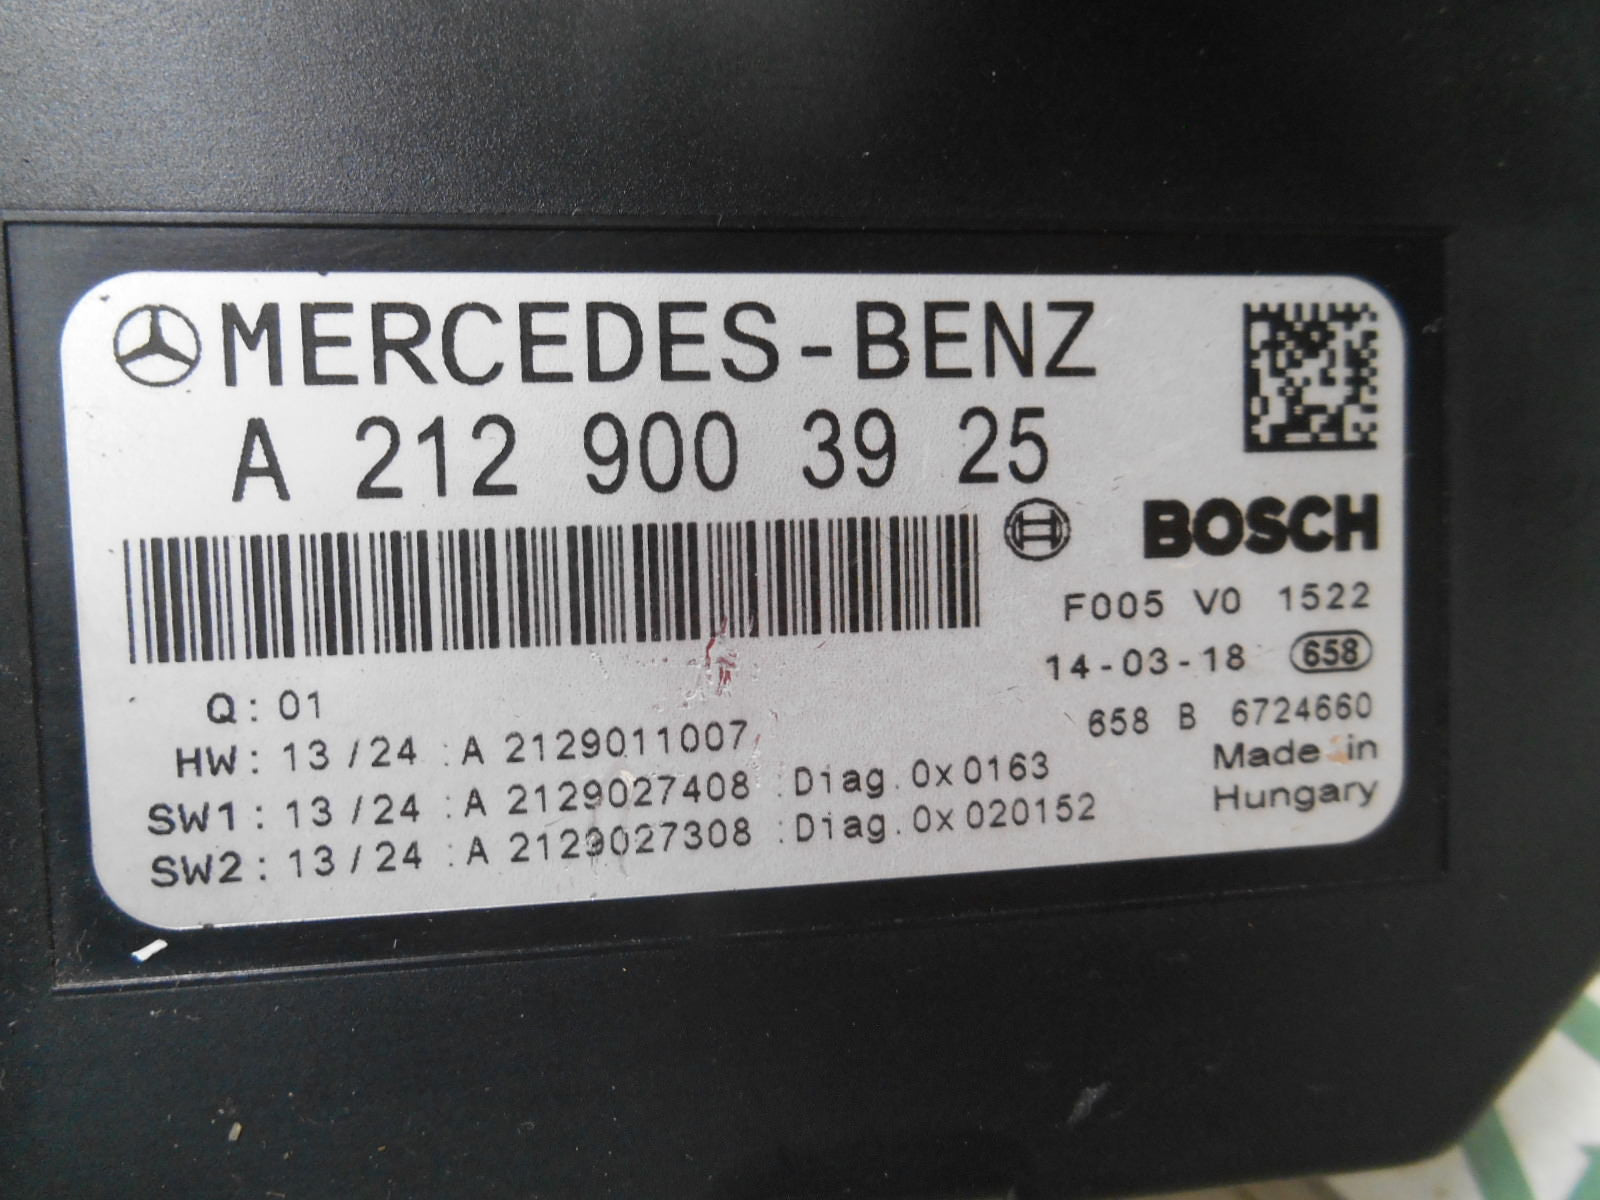 MERCEDES-BENZ
A 212 900 39 25
BOSCH
F005 V0 1522
14-03-18 658
658 B 6724660
Made in
Hungary
Q: 01
HW: 13/24 :A 2129011007
SW1: 13/24 :A 2129027408 :Diag.0x0163
SW2: 13/24 :A 2129027308 :Diag.0x020152